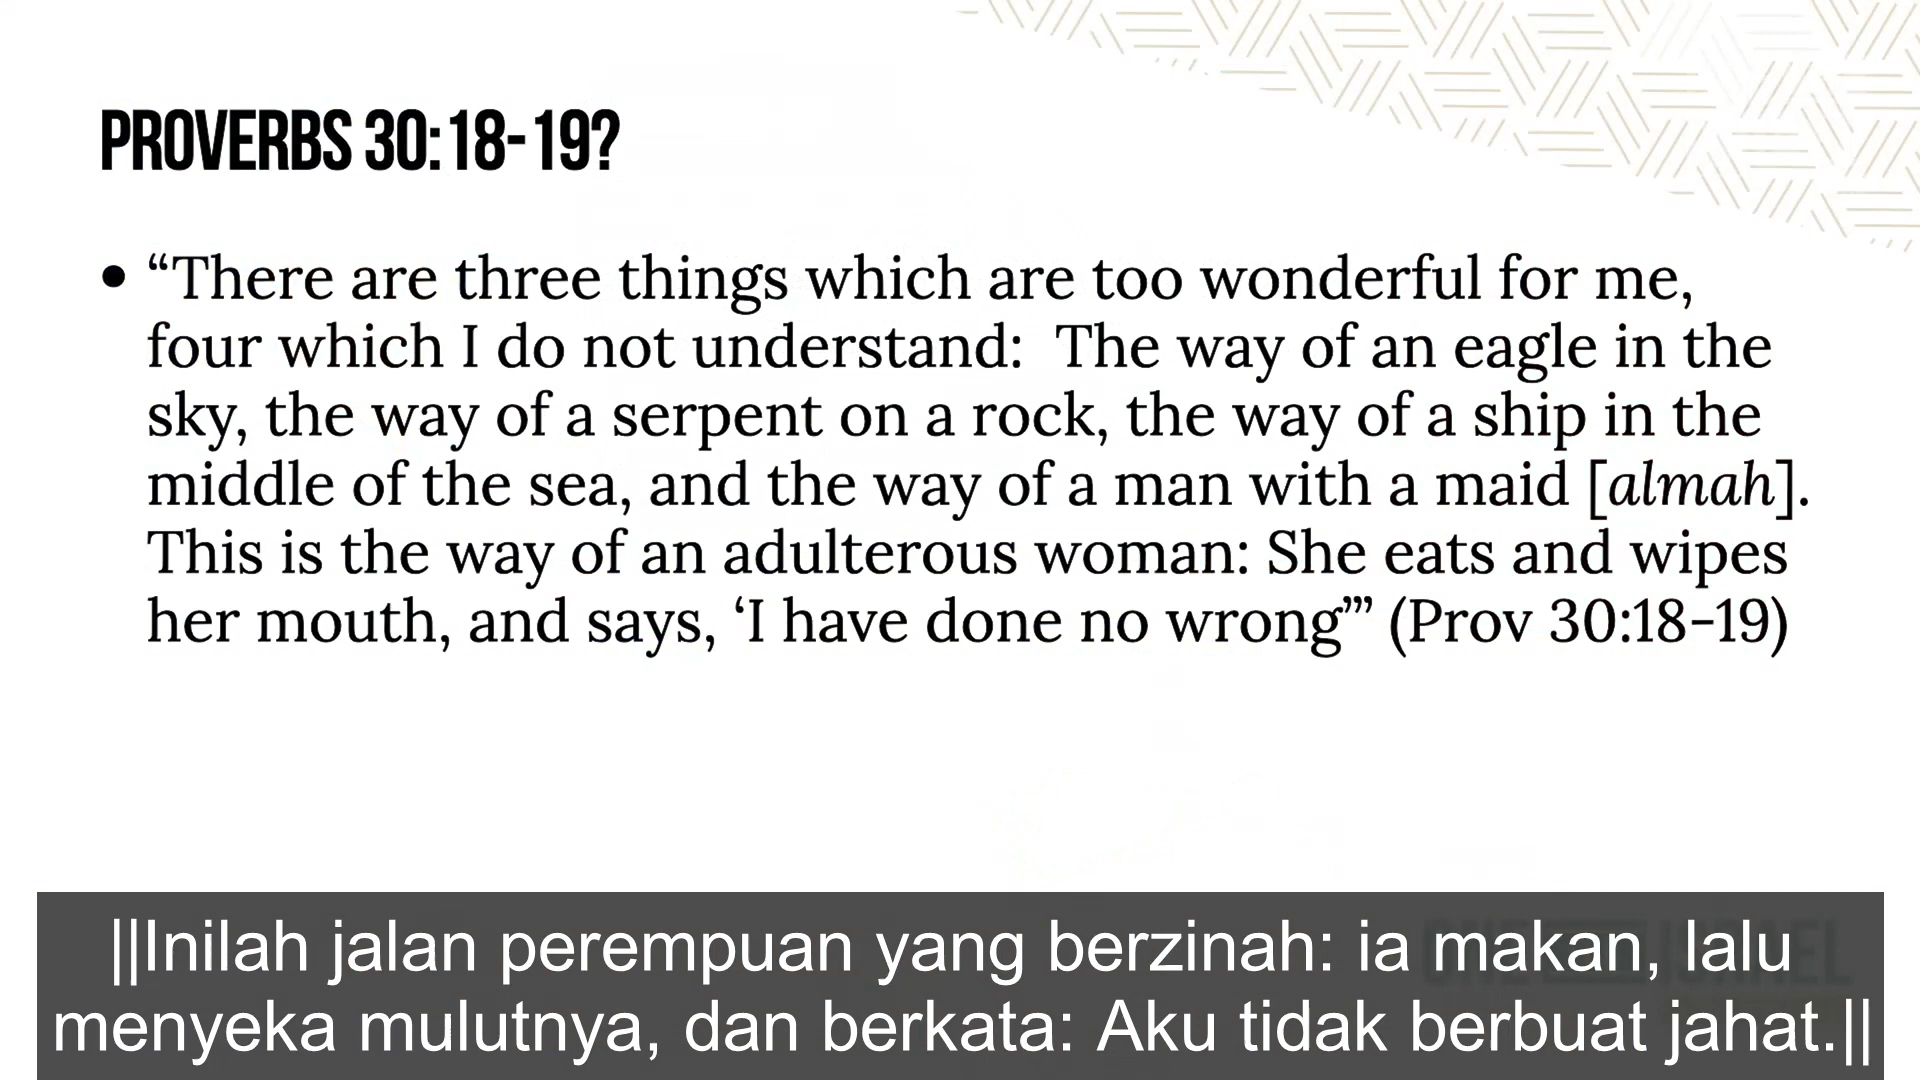 PROVERBS 30:18-19?
• “There are three things which are too wonderful for me,
four which I do not understand:  The way of an eagle in the
sky, the way of a serpent on a rock, the way of a ship in the
middle of the sea, and the way of a man with a maid [almah].
This is the way of an adulterous woman: She eats and wipes
her mouth, and says, ‘I have done no wrong’” (Prov 30:18-19)
||Inilah jalan perempuan yang berzinah: ia makan, lalu
menyeka mulutnya, dan berkata: Aku tidak berbuat jahat.||